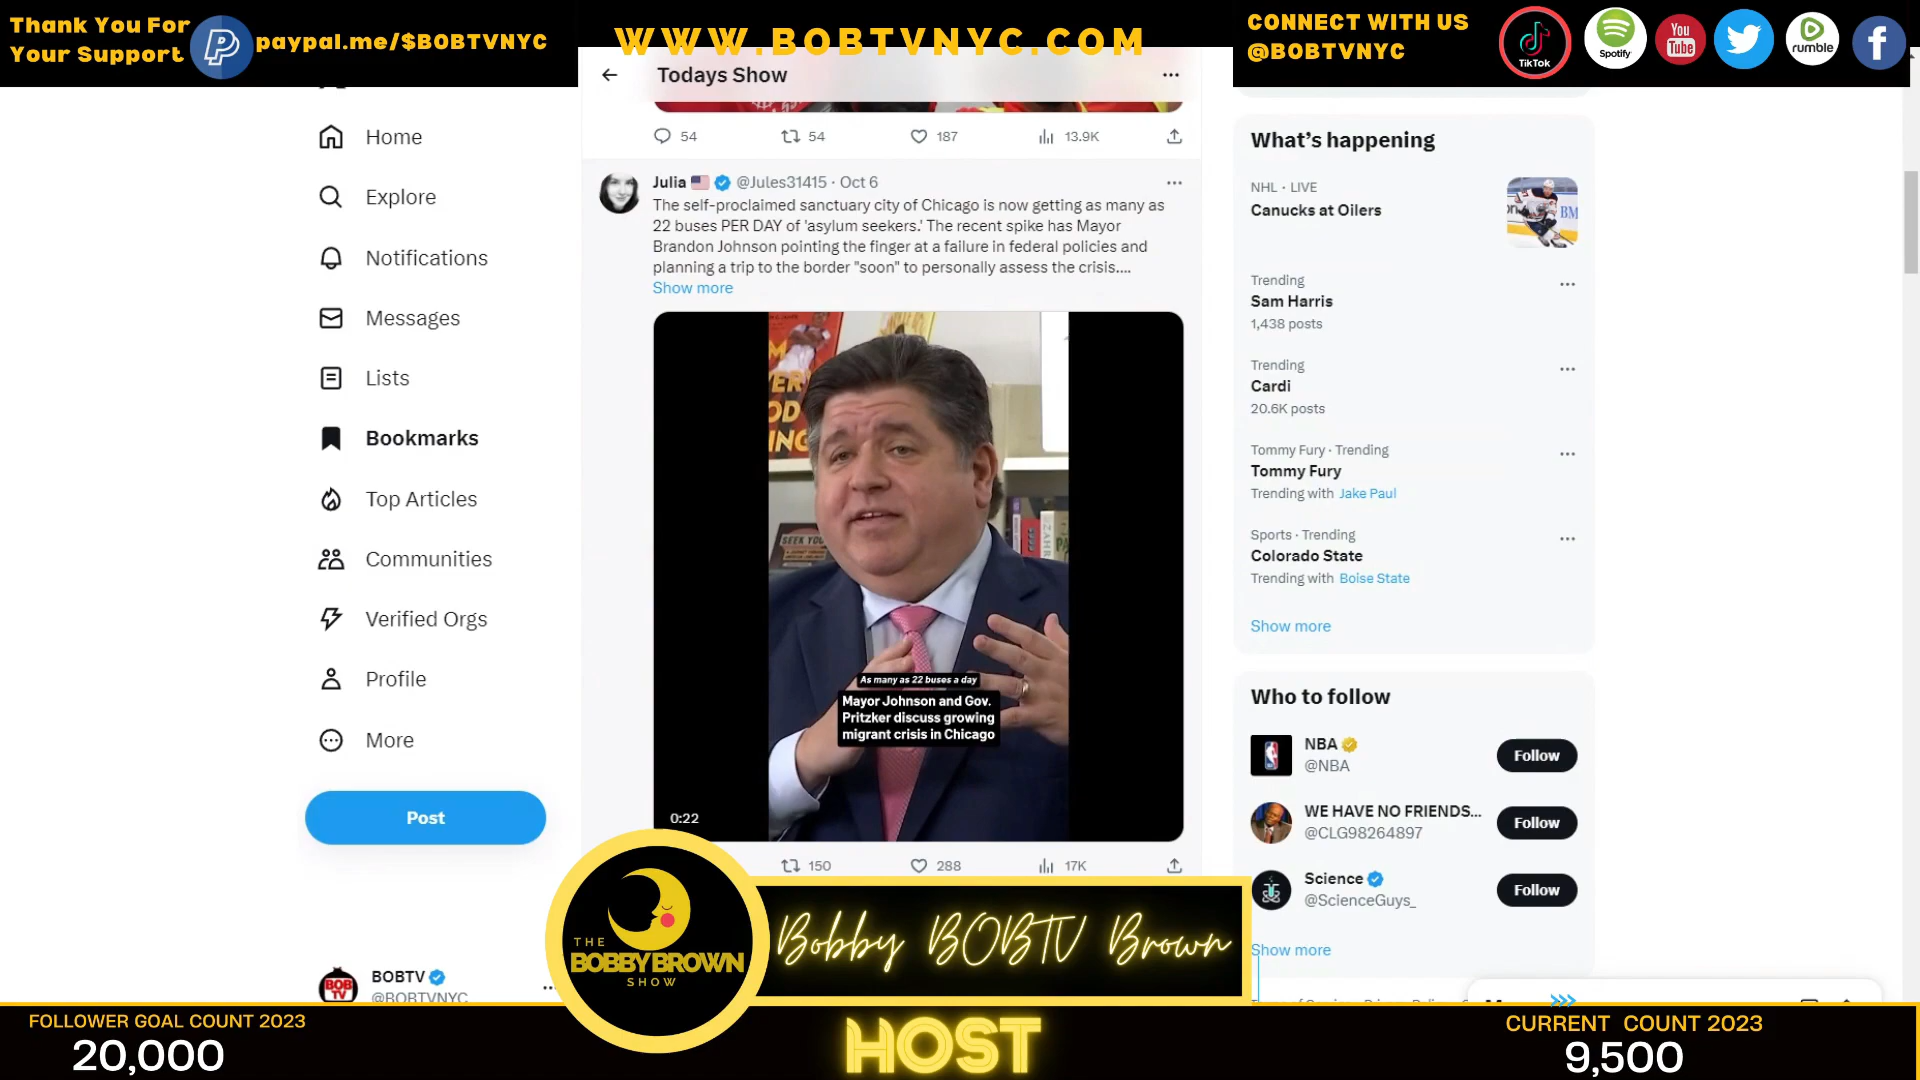 Thank You For
Your Support
paypal.me/$BOBTVNYC
WWW.BOBTVNYC.COM
CONNECT WITH US
@BOBTVNYC
TikTok
Spotify
You
Tube
rumble
Todays Show
54
54
187
13.9K
Home
Explore
Notifications
Messages
Lists
Bookmarks
Top Articles
Communities
Verified Orgs
Profile
More
Post
BOB
TV
BOBTV
@BOBTVNYC
Julia @Jules31415 · Oct 6
The self-proclaimed sanctuary city of Chicago is now getting as many as
22 buses PER DAY of 'asylum seekers.' The recent spike has Mayor
Brandon Johnson pointing the finger at a failure in federal policies and
planning a trip to the border "soon" to personally assess the crisis....
Show more
SEEK YOU
As many as 22 buses a day
Mayor Johnson and Gov.
Pritzker discuss growing
migrant crisis in Chicago
0:22
150
288
17K
What's happening
NHL · LIVE
Canucks at Oilers
Trending
Sam Harris
1,438 posts
Trending
Cardi
20.6K posts
Tommy Fury · Trending
Tommy Fury
Trending with Jake Paul
Sports · Trending
Colorado State
Trending with Boise State
Show more
Who to follow
NBA
@NBA
Follow
WE HAVE NO FRIENDS...
@CLG98264897
Follow
Science
@ScienceGuys_
Follow
Show more
THE
BOBBY BROWN
SHOW
Bobby BOBTV Brown
HOST
FOLLOWER GOAL COUNT 2023
20,000
CURRENT COUNT 2023
9,500